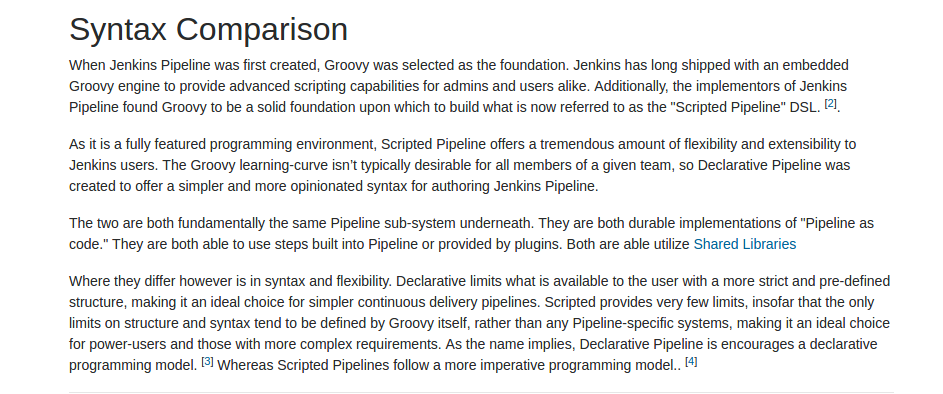 Syntax Comparison
When Jenkins Pipeline was first created, Groovy was selected as the foundation. Jenkins has long shipped with an embedded
Groovy engine to provide advanced scripting capabilities for admins and users alike. Additionally, the implementors of Jenkins
Pipeline found Groovy to be a solid foundation upon which to build what is now referred to as the "Scripted Pipeline" DSL. [2].
As it is a fully featured programming environment, Scripted Pipeline offers a tremendous amount of flexibility and extensibility to
Jenkins users. The Groovy learning-curve isn't typically desirable for all members of a given team, so Declarative Pipeline was
created to offer a simpler and more opinionated syntax for authoring Jenkins Pipeline.
The two are both fundamentally the same Pipeline sub-system underneath. They are both durable implementations of "Pipeline as
code." They are both able to use steps built into Pipeline or provided by plugins. Both are able utilize Shared Libraries
Where they differ however is in syntax and flexibility. Declarative limits what is available to the user with a more strict and pre-defined
structure, making it an ideal choice for simpler continuous delivery pipelines. Scripted provides very few limits, insofar that the only
limits on structure and syntax tend to be defined by Groovy itself, rather than any Pipeline-specific systems, making it an ideal choice
for power-users and those with more complex requirements. As the name implies, Declarative Pipeline is encourages a declarative
programming model. [3] Whereas Scripted Pipelines follow a more imperative programming model.. [4]